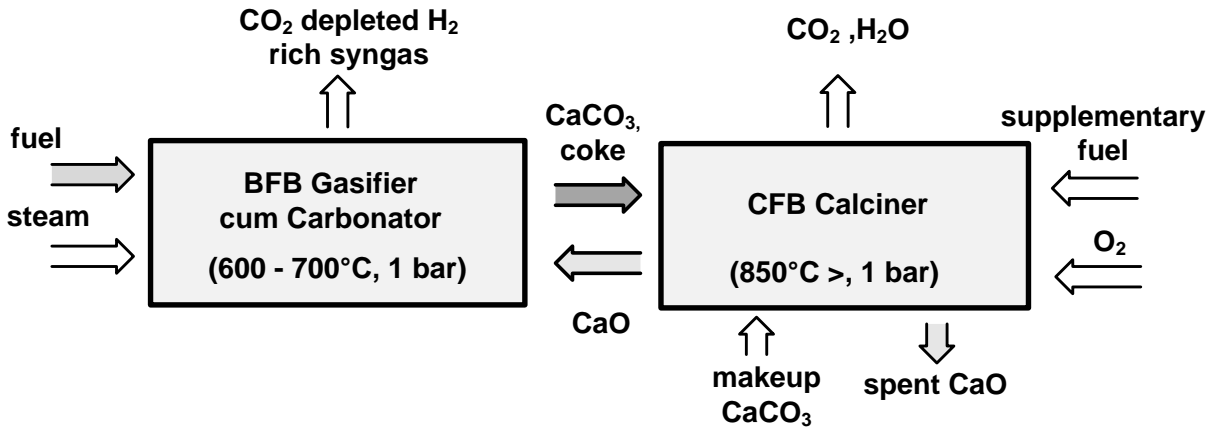 CO₂ depleted H₂
rich syngas
CO₂ ,H₂O
fuel
steam
BFB Gasifier
cum Carbonator
(600 - 700°C, 1 bar)
CaCO₃,
coke
CaO
CFB Calciner
(850°C >, 1 bar)
supplementary
fuel
O₂
makeup
CaCO₃
spent CaO